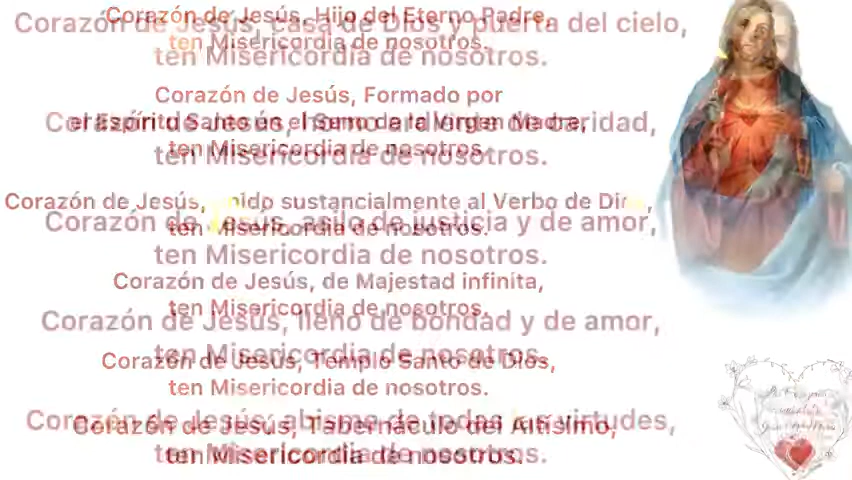 Corazón de Jesús, Hijo del Eterno Padre,
Corazón de Jesús, casa de Dios y puerta del cielo,
ten Misericordia de nosotros.
ten Misericordia de nosotros.
Corazón de Jesús, Formado por
el Espíritu Santo en el Seno de la Virgen Madre,
Corazón de Jesús, horno ardiente de caridad,
ten Misericordia de nosotros.
ten Misericordia de nosotros.
Corazón de Jesús, nido sustancialmente al Verbo de
Corazón de Jesús, asilo de justicia y de amor,
ten Misericordia de nosotros.
ten Misericordia de nosotros.
Corazón de Jesús, de Majestad infinita,
ten Misericordia de nosotros.
Corazón de Jesús, lleno de bondad y de amor,
ten Misericordia de nosotros.
Corazón de Jesús, Templo Santo de Dios,
ten Misericordia de nosotros.
Corazón de Jesús, abismo de todas las virtudes,
Corazón de Jesús, Tabernáculo del Altísimo,
ten Misericordia de nosotros.
ten Misericordia de nosotros.